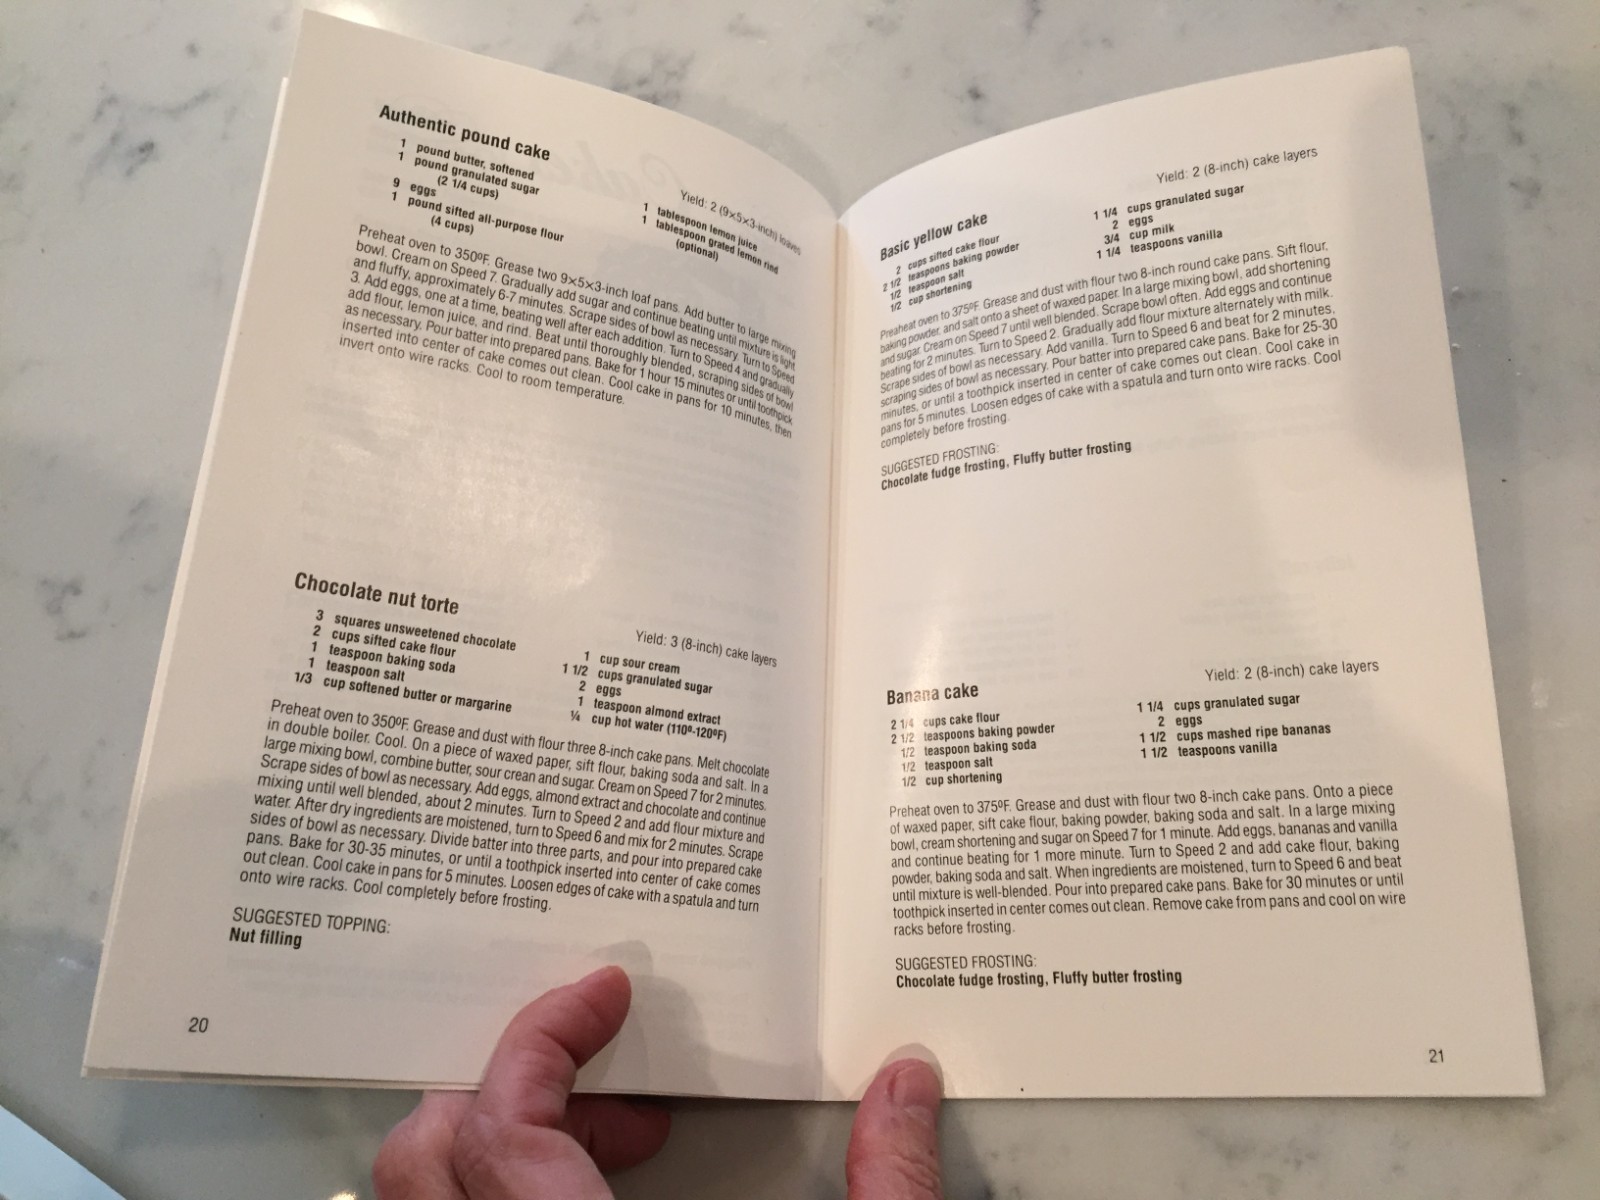 Authentic pound cake
Yield: 2 (9×5×3-inch) loaves
1 pound butter, softened
1 pound granulated sugar
(2 1/4 cups)
9 eggs
1 pound sifted all-purpose flour
(4 cups)
1 tablespoon lemon juice
1 tablespoon grated lemon rind
(optional)
Preheat oven to 350ºF. Grease two 9×5×3-inch loaf pans. Add butter to large mixing
bowl. Cream on Speed 7. Gradually add sugar and continue beating until mixture is light
and fluffy, approximately 6-7 minutes. Scrape sides of bowl as necessary. Turn to Speed
3. Add eggs, one at a time, beating well after each addition. Turn to Speed 4 and gradually
add flour, lemon juice, and rind. Beat until thoroughly blended, scraping sides of bowl
as necessary. Pour batter into prepared pans. Bake for 1 hour 15 minutes or until toothpick
inserted into center of cake comes out clean. Cool cake in pans for 10 minutes, then
invert onto wire racks. Cool to room temperature.
Chocolate nut torte
Yield: 3 (8-inch) cake layers
3 squares unsweetened chocolate
2 cups sifted cake flour
1 teaspoon baking soda
1 teaspoon salt
1/3 cup softened butter or margarine
1 cup sour cream
1 1/2 cups granulated sugar
2 eggs
1 teaspoon almond extract
¼ cup hot water (110º-120ºF)
Preheat oven to 350ºF. Grease and dust with flour three 8-inch cake pans. Melt chocolate
in double boiler. Cool. On a piece of waxed paper, sift flour, baking soda and salt. In a
large mixing bowl, combine butter, sour crean and sugar. Cream on Speed 7 for 2 minutes.
Scrape sides of bowl as necessary. Add eggs, almond extract and chocolate and continue
mixing until well blended, about 2 minutes. Turn to Speed 2 and add flour mixture and
water. After dry ingredients are moistened, turn to Speed 6 and mix for 2 minutes. Scrape
sides of bowl as necessary. Divide batter into three parts, and pour into prepared cake
pans. Bake for 30-35 minutes, or until a toothpick inserted into center of cake comes
out clean. Cool cake in pans for 5 minutes. Loosen edges of cake with a spatula and turn
onto wire racks. Cool completely before frosting.
SUGGESTED TOPPING:
Nut filling
20
Basic yellow cake
Yield: 2 (8-inch) cake layers
2 cups sifted cake flour
2 1/2 teaspoons baking powder
1/2 teaspoon salt
1/2 cup shortening
1 1/4 cups granulated sugar
2 eggs
3/4 cup milk
1 1/4 teaspoons vanilla
Preaheat oven to 375ºF. Grease and dust with flour two 8-inch round cake pans. Sift flour,
baking powder, and salt onto a sheet of waxed paper. In a large mixing bowl, add shortening
and sugar. Cream on Speed 7 until well blended. Scrape bowl often. Add eggs and continue
beating for 2 minutes. Turn to Speed 2. Gradually add flour mixture alternately with milk.
Scrape sides of bowl as necessary. Add vanilla. Turn to Speed 6 and beat for 2 minutes,
scraping sides of bowl as necessary. Pour batter into prepared cake pans. Bake for 25-30
minutes, or until a toothpick inserted in center of cake comes out clean. Cool cake in
pans for 5 minutes. Loosen edges of cake with a spatula and turn onto wire racks. Cool
completely before frosting.
SUGGESTED FROSTING:
Chocolate fudge frosting, Fluffy butter frosting
Banana cake
Yield: 2 (8-inch) cake layers
2 1/4 cups cake flour
2 1/2 teaspoons baking powder
1/2 teaspoon baking soda
1/2 teaspoon salt
1/2 cup shortening
1 1/4 cups granulated sugar
2 eggs
1 1/2 cups mashed ripe bananas
1 1/2 teaspoons vanilla
Preheat oven to 375ºF. Grease and dust with flour two 8-inch cake pans. Onto a piece
of waxed paper, sift cake flour, baking powder, baking soda and salt. In a large mixing
bowl, cream shortening and sugar on Speed 7 for 1 minute. Add eggs, bananas and vanilla
and continue beating for 1 more minute. Turn to Speed 2 and add cake flour, baking
powder, baking soda and salt. When ingredients are moistened, turn to Speed 6 and beat
until mixture is well-blended. Pour into prepared cake pans. Bake for 30 minutes or until
toothpick inserted in center comes out clean. Remove cake from pans and cool on wire
racks before frosting.
SUGGESTED FROSTING:
Chocolate fudge frosting, Fluffy butter frosting
21